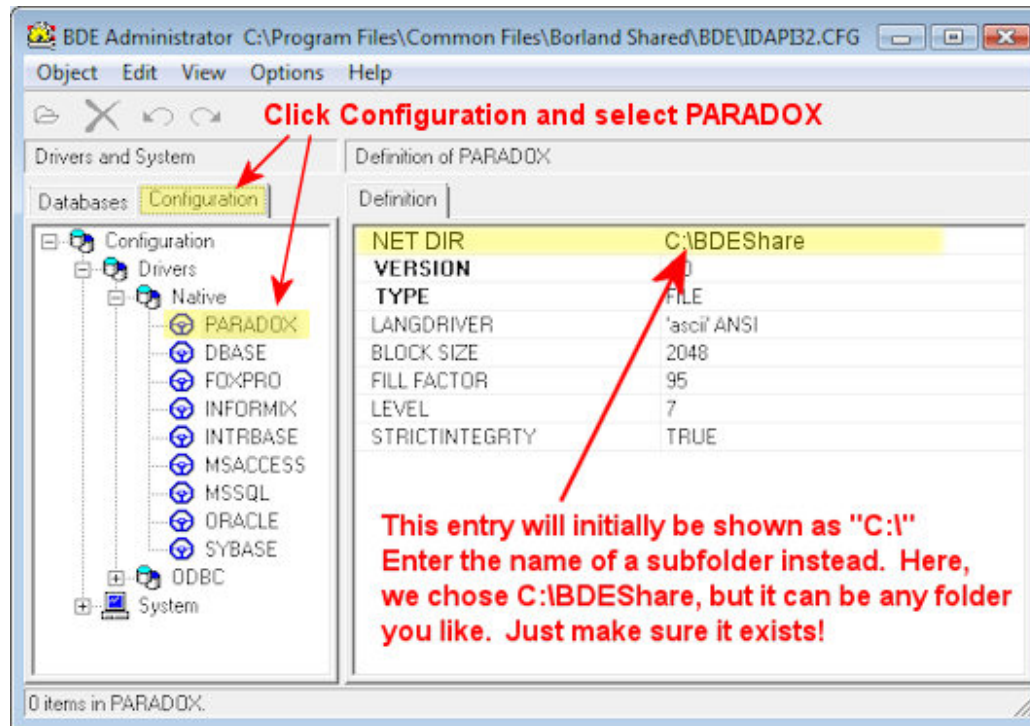 BDE Administrator C:\Program Files\Common Files\Borland Shared\BDE\IDAPI32.CFG
Object Edit View Options Help
Click Configuration and select PARADOX
Drivers and System
Definition of PARADOX
Databases Configuration
Definition
Configuration
Drivers
Native
PARADOX
DBASE
FOXPRO
INFORMIX
INTRBASE
MSACCESS
MSSQL
ORACLE
SYBASE
ODBC
System
NET DIR C:\BDEShare
VERSION
TYPE FILE
LANGDRIVER 'ascii' ANSI
BLOCK SIZE 2048
FILL FACTOR 95
LEVEL 7
STRICTINTEGRTY TRUE
This entry will initially be shown as "C:\"
Enter the name of a subfolder instead. Here,
we chose C:\BDEShare, but it can be any folder
you like. Just make sure it exists!
0 items in PARADOX.